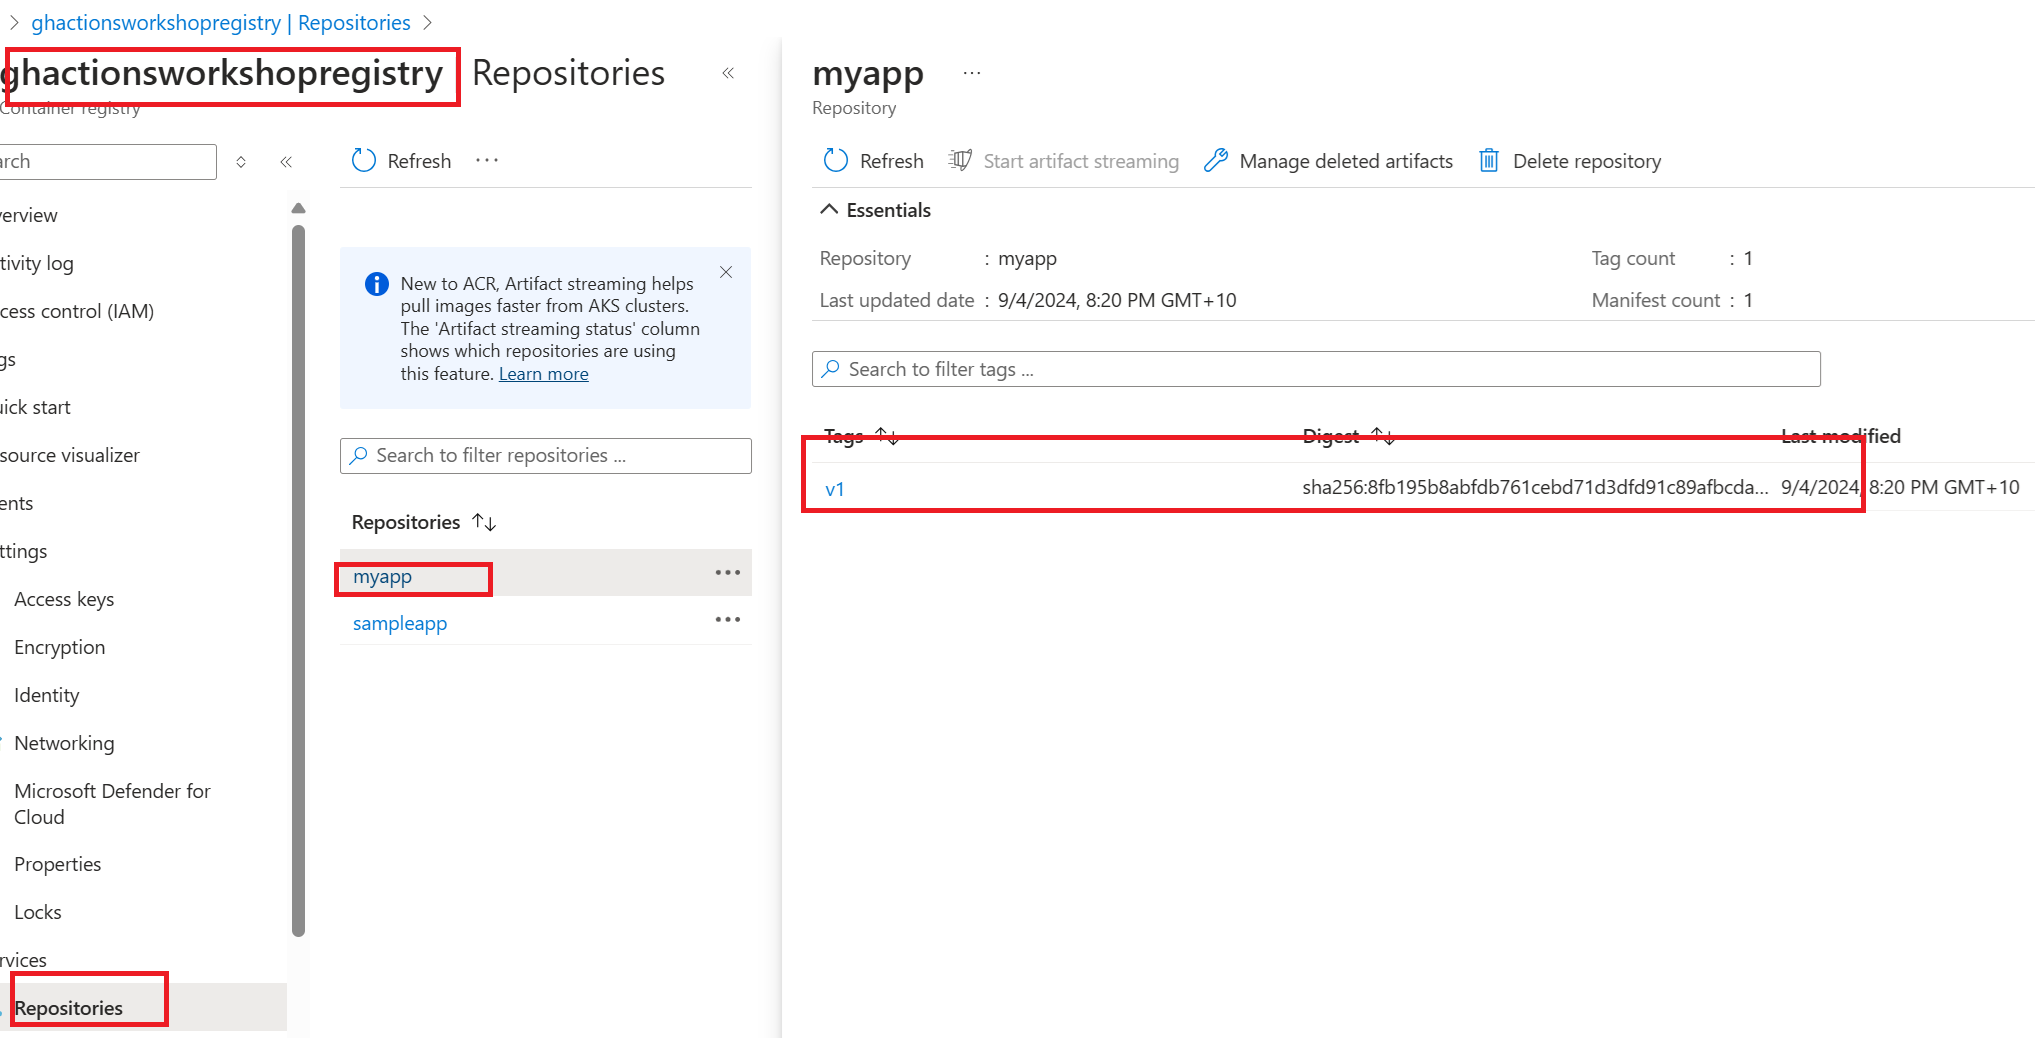 ghactionsworkshopregistry | Repositories
ghactionsworkshopregistry Repositories
Container registry
arch
erview
tivity log
cess control (IAM)
gs
uick start
source visualizer
ents
ttings
Access keys
Encryption
Identity
Networking
Microsoft Defender for
Cloud
Properties
Locks
rvices
Repositories
Refresh ...
New to ACR, Artifact streaming helps
pull images faster from AKS clusters.
The 'Artifact streaming status' column
shows which repositories are using
this feature. Learn more
Search to filter repositories ...
Repositories
myapp
sampleapp
myapp ...
Repository
Refresh Start artifact streaming Manage deleted artifacts Delete repository
Essentials
Repository : myapp Tag count : 1
Last updated date : 9/4/2024, 8:20 PM GMT+10 Manifest count : 1
Search to filter tags ...
Tags Digest Last modified
v1 sha256:8fb195b8abfdb761cebd71d3dfd91c89afbcda... 9/4/2024, 8:20 PM GMT+10